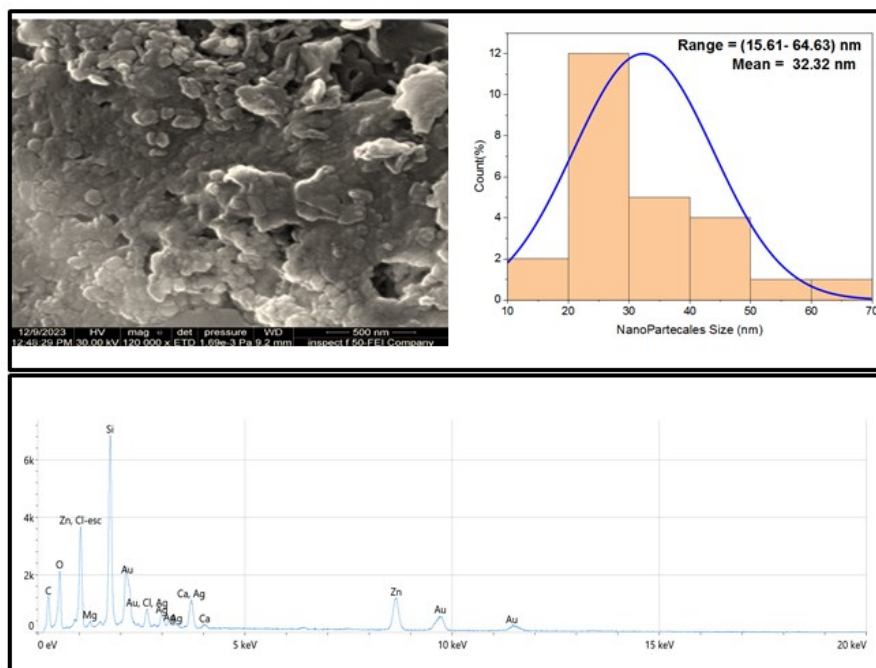 Range = (15.61- 64.63) nm
Mean = 32.32 nm
12
10
8
6
4
2
0
Count(%)
10 20 30 40 50 60 70
NanoPartecales Size (nm)
12/9/2023 HV mag det pressure WD 500 nm
12:48:29 PM 30.00 kV 120 000 x ETD 1.69e-3 Pa 9.2 mm inspect f 50-FEI Company
Si
6k
Zn, Cl-esc
4k
O
Au
2k
C
Mg
Au, Cl, Ag
Ag
Ag
Ag
Ca, Ag
Ca
Zn
Au
Au
0
0 eV 5 keV 10 keV 15 keV 20 keV